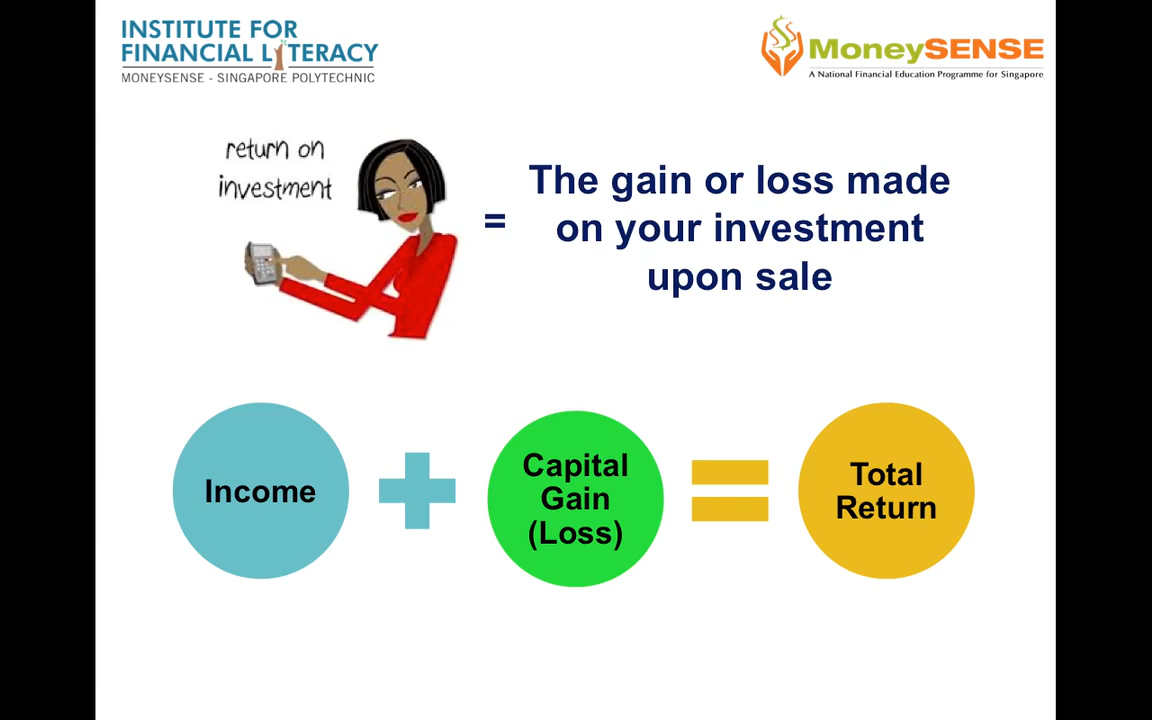 INSTITUTE FOR
FINANCIAL LITERACY
MONEYSENSE - SINGAPORE POLYTECHNIC
MoneySENSE
A National Financial Education Programme for Singapore
return on
investment
=
The gain or loss made
on your investment
upon sale
Income
+
Capital
Gain
(Loss)
=
Total
Return